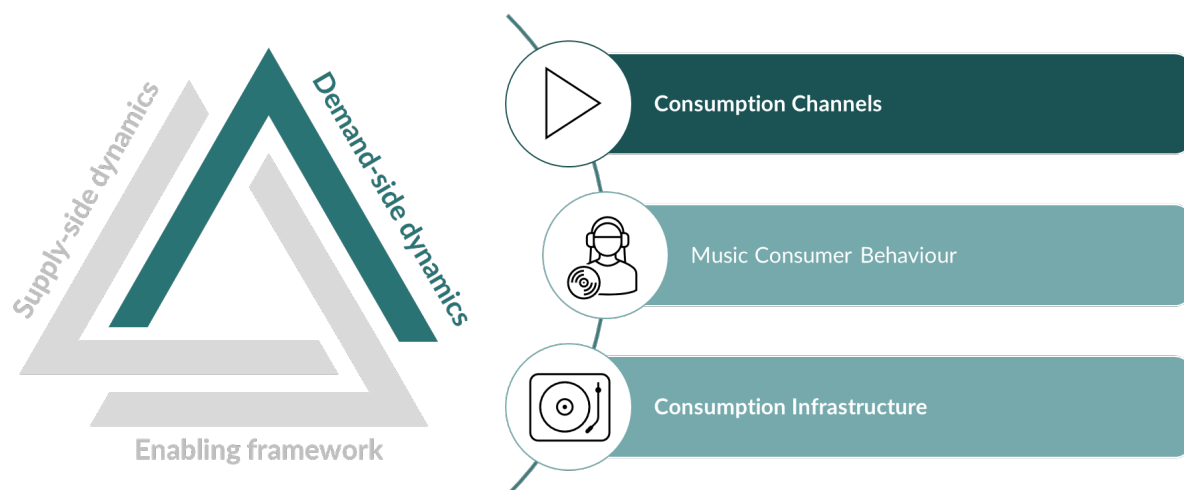 Supply-side dynamics
Demand-side dynamics
Enabling framework
Consumption Channels
Music Consumer Behaviour
Consumption Infrastructure